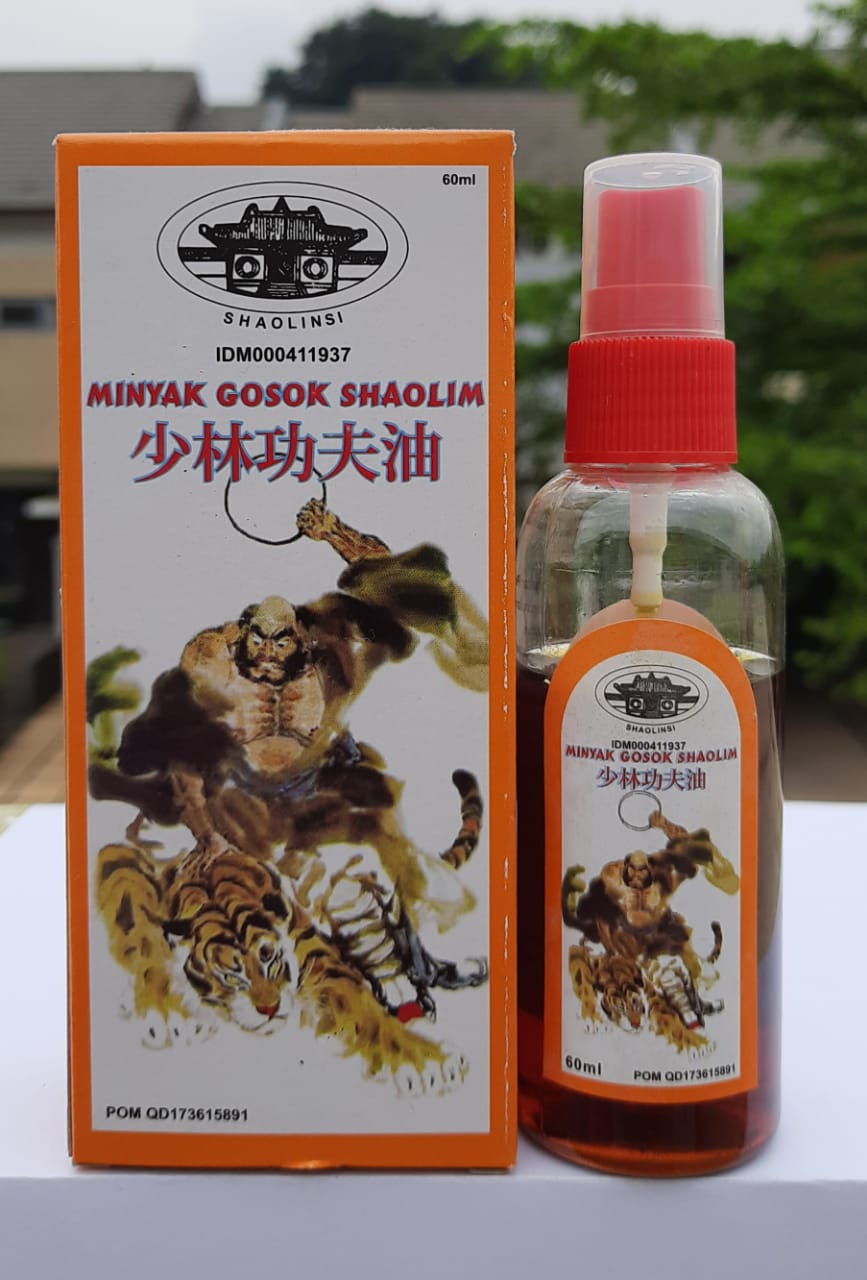 60ml
SHAOLINSI
IDM000411937
MINYAK GOSOK SHAOLIM
少林功夫油
POM QD173615891
SHAOLINSI
IDM000411937
MINYAK GOSOK SHAOLIM
少林功夫油
60ml
POM QD173615891